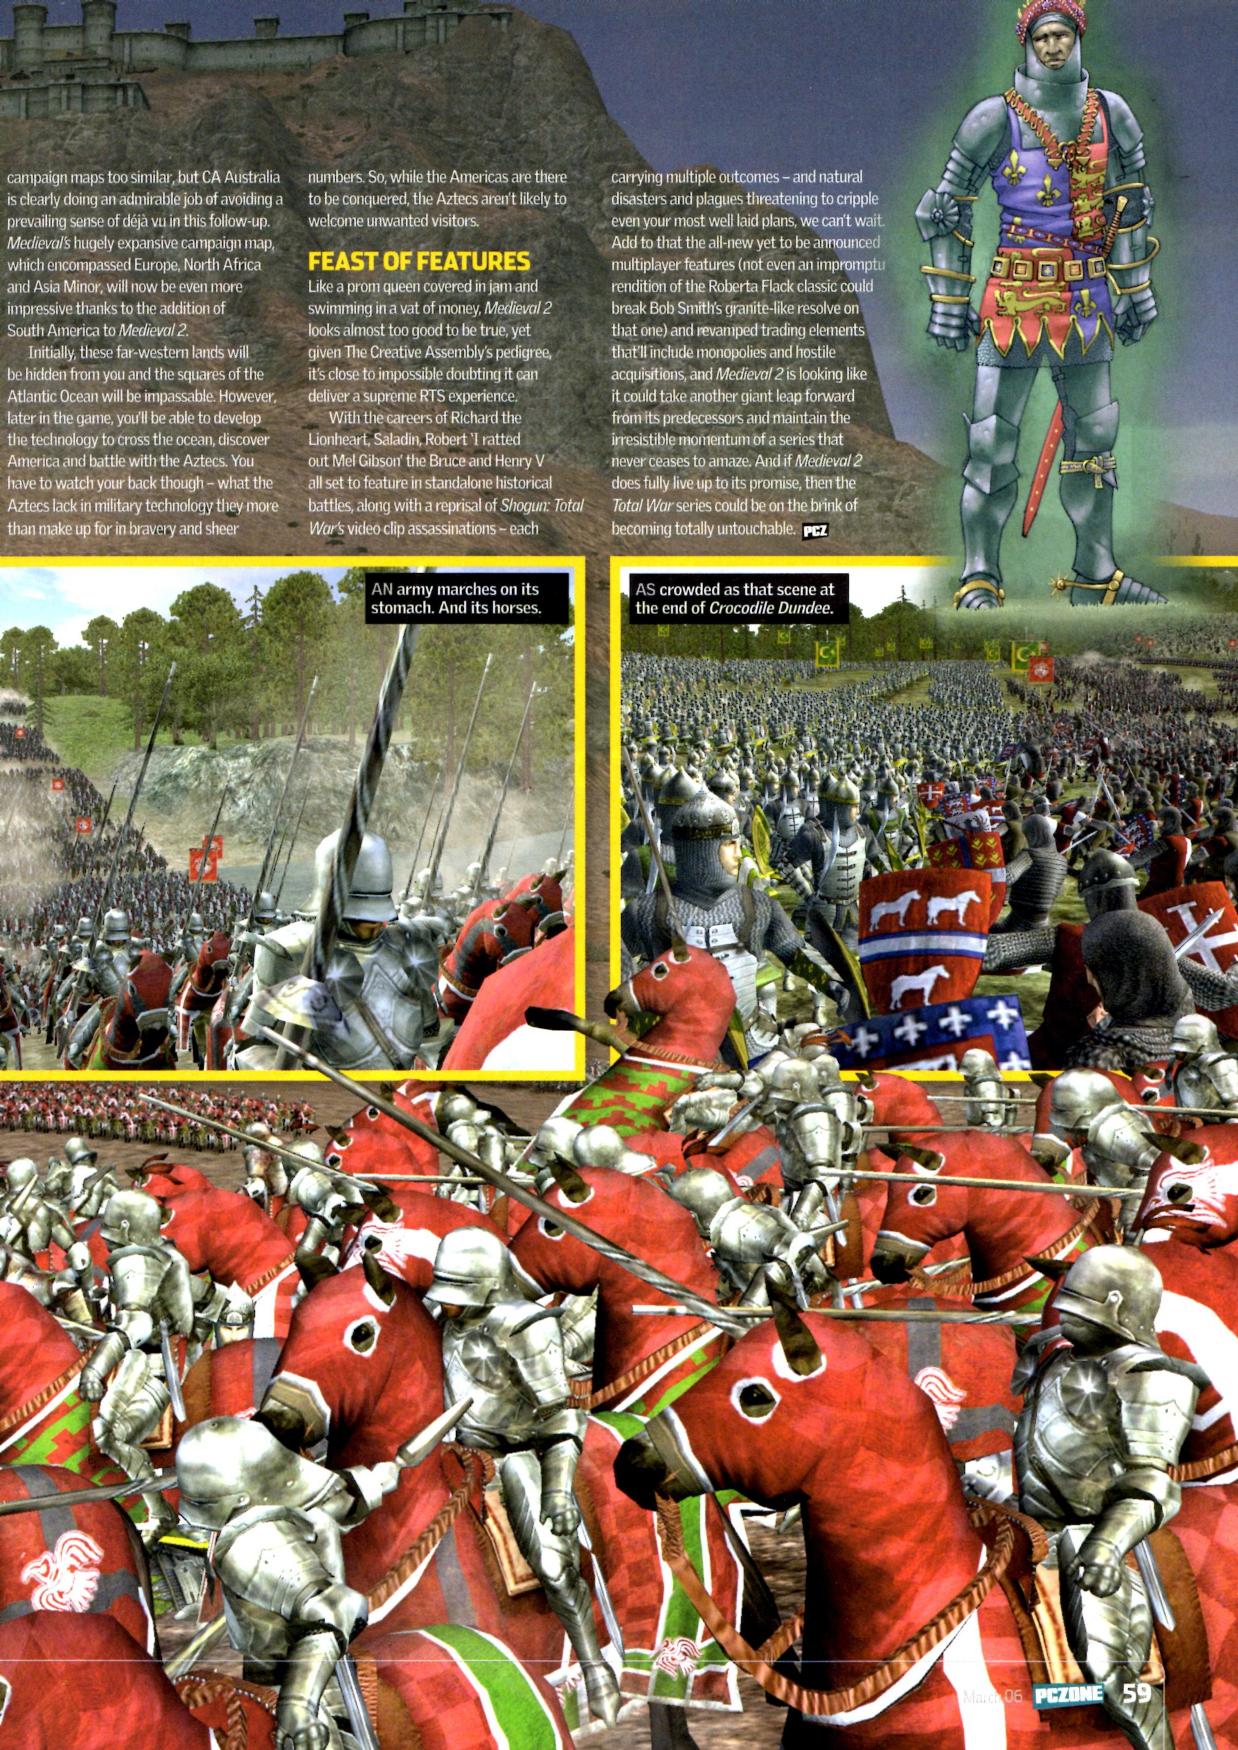 campaign maps too similar, but CA Australia
is clearly doing an admirable job of avoiding a
prevailing sense of déjà vu in this follow-up.
Medieval's hugely expansive campaign map,
which encompassed Europe, North Africa
and Asia Minor, will now be even more
impressive thanks to the addition of
South America to Medieval 2.
Initially, these far-western lands will
be hidden from you and the squares of the
Atlantic Ocean will be impassable. However,
later in the game, you'll be able to develop
the technology to cross the ocean, discover
America and battle with the Aztecs. You
have to watch your back though – what the
Aztecs lack in military technology they more
than make up for in bravery and sheer
numbers. So, while the Americas are there
to be conquered, the Aztecs aren't likely to
welcome unwanted visitors.
FEAST OF FEATURES
Like a prom queen covered in jam and
swimming in a vat of money, Medieval 2
looks almost too good to be true, yet
given The Creative Assembly's pedigree,
it's close to impossible doubting it can
deliver a supreme RTS experience.
With the careers of Richard the
Lionheart, Saladin, Robert 'I ratted
out Mel Gibson' the Bruce and Henry V
all set to feature in standalone historical
battles, along with a reprisal of Shogun: Total
War's video clip assassinations – each
carrying multiple outcomes – and natural
disasters and plagues threatening to cripple
even your most well laid plans, we can't wait.
Add to that the all-new yet to be announced
multiplayer features (not even an impromptu
rendition of the Roberta Flack classic could
break Bob Smith's granite-like resolve on
that one) and revamped trading elements
that'll include monopolies and hostile
acquisitions, and Medieval 2 is looking like
it could take another giant leap forward
from its predecessors and maintain the
irresistible momentum of a series that
never ceases to amaze. And if Medieval 2
does fully live up to its promise, then the
Total War series could be on the brink of
becoming totally untouchable. PCZ
AN army marches on its
stomach. And its horses.
AS crowded as that scene at
the end of Crocodile Dundee.
March 06 PCZONE 59